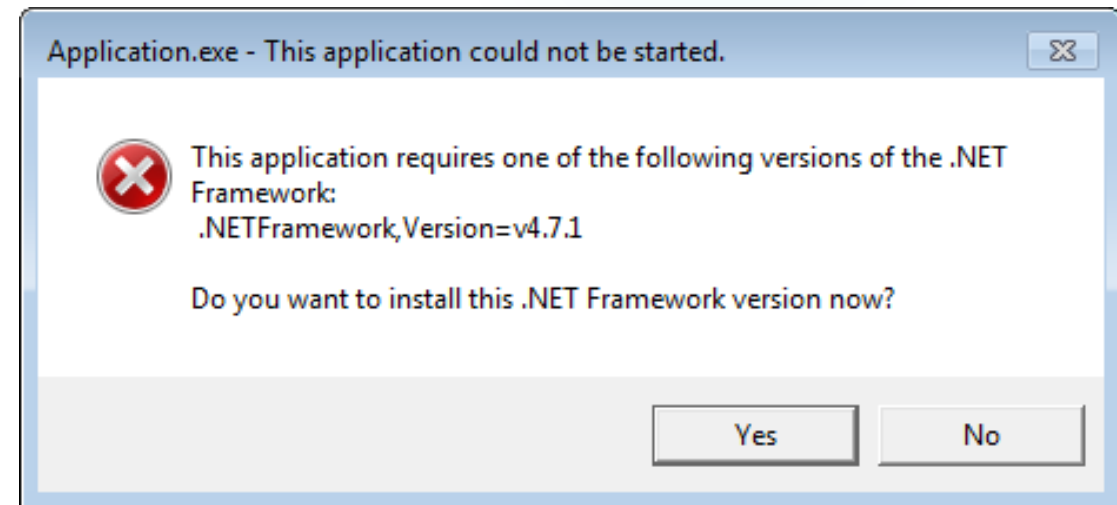 Application.exe - This application could not be started.
This application requires one of the following versions of the .NET
Framework:
.NETFramework,Version=v4.7.1
Do you want to install this .NET Framework version now?
Yes
No